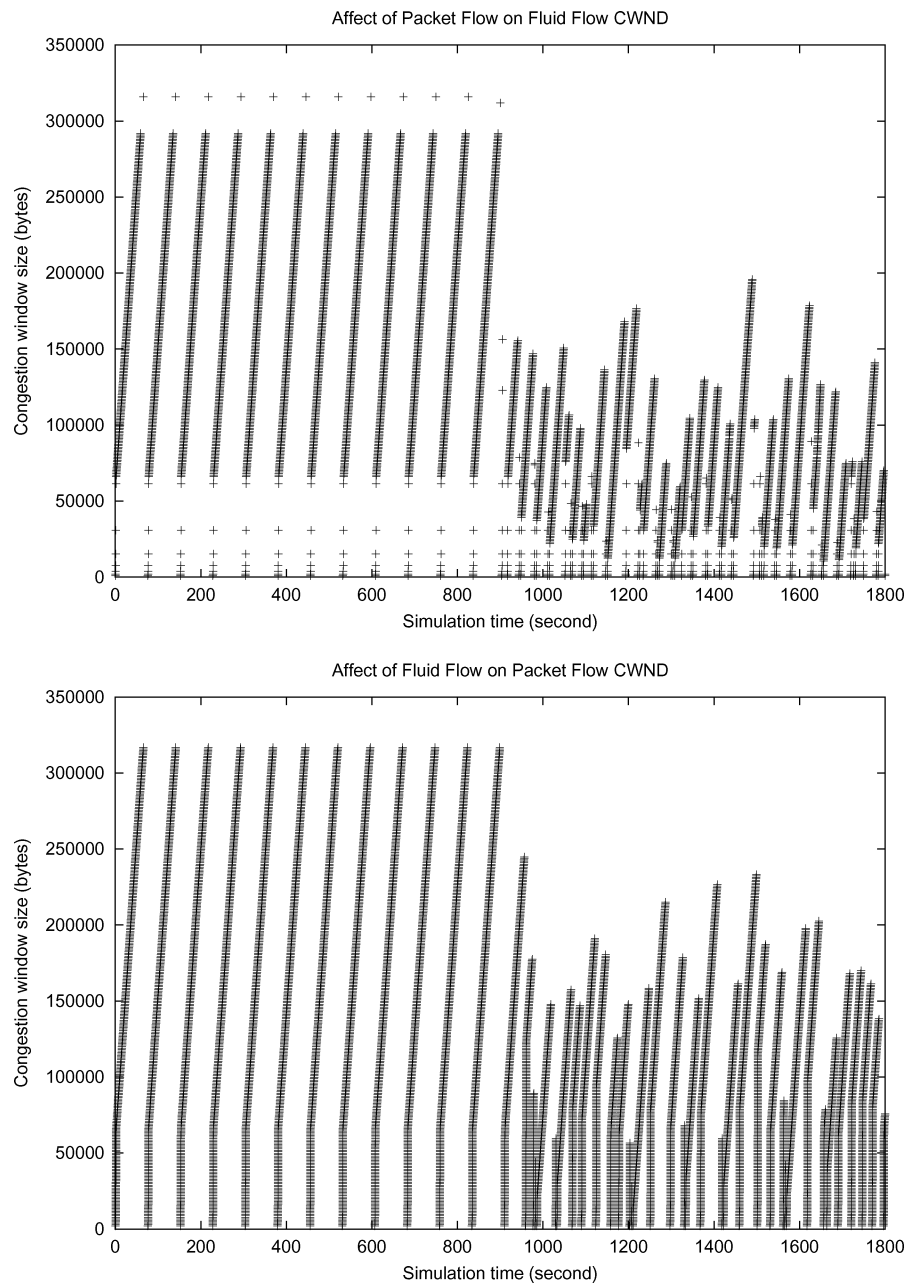 Affect of Packet Flow on Fluid Flow CWND
350000
300000
250000
200000
150000
100000
50000
0
Congestion window size (bytes)
0 200 400 600 800 1000 1200 1400 1600 1800
Simulation time (second)
Affect of Fluid Flow on Packet Flow CWND
350000
300000
250000
200000
150000
100000
50000
0
Congestion window size (bytes)
0 200 400 600 800 1000 1200 1400 1600 1800
Simulation time (second)